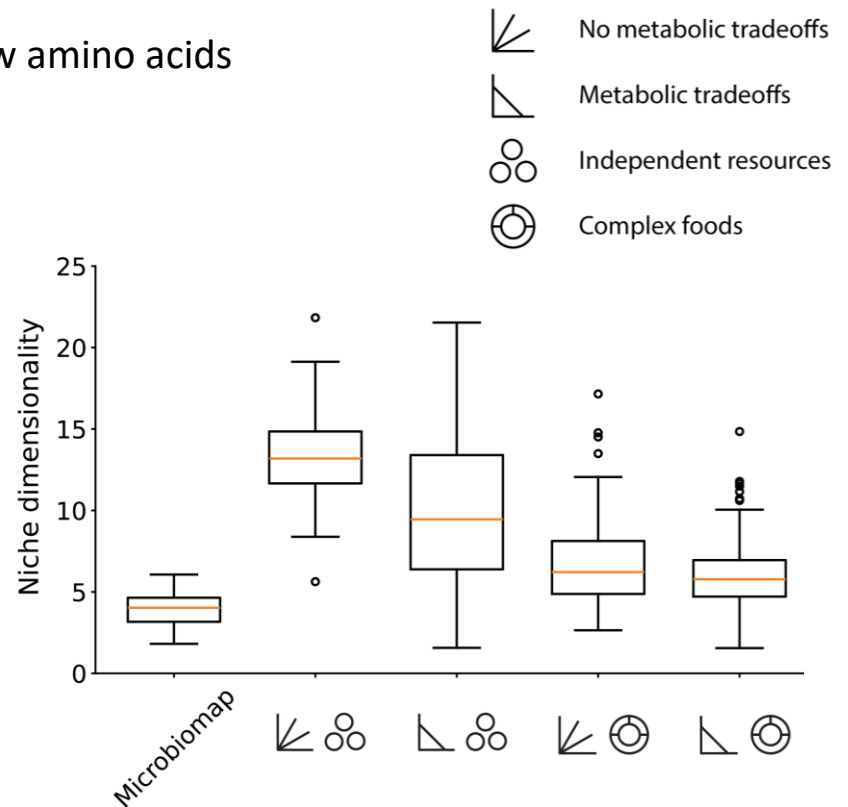 w amino acids
No metabolic tradeoffs
Metabolic tradeoffs
Independent resources
Complex foods
25
20
15
10
5
0
Niche dimensionality
Microbiomap